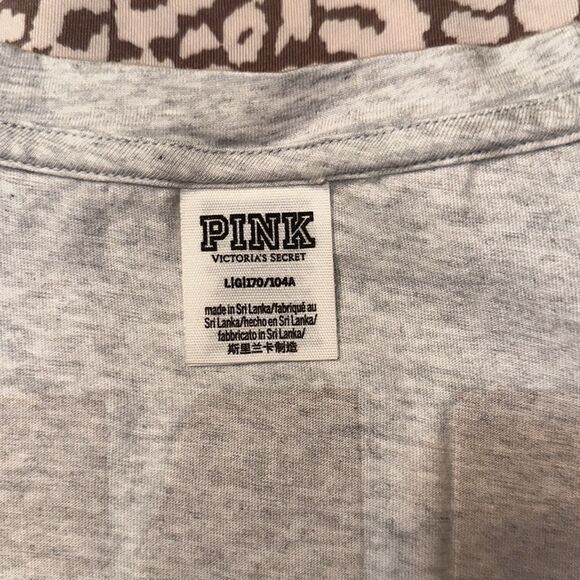 PINK
VICTORIA'S SECRET
L|G|170/104A
made in Sri Lanka/fabriqué au
Sri Lanka/hecho en Sri Lanka/
fabbricato in Sri Lanka/
斯里兰卡制造